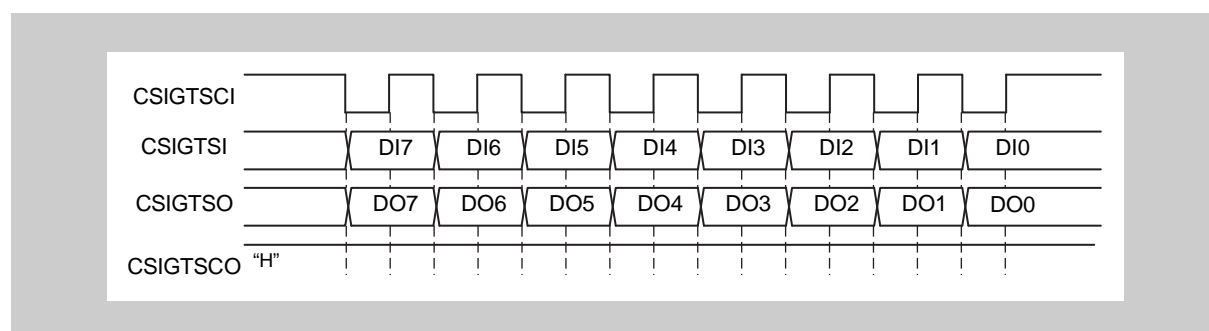 CSIGTSCI
CSIGTSI DI7 DI6 DI5 DI4 DI3 DI2 DI1 DI0
CSIGTSO DO7 DO6 DO5 DO4 DO3 DO2 DO1 DO0
CSIGTSCO “H”